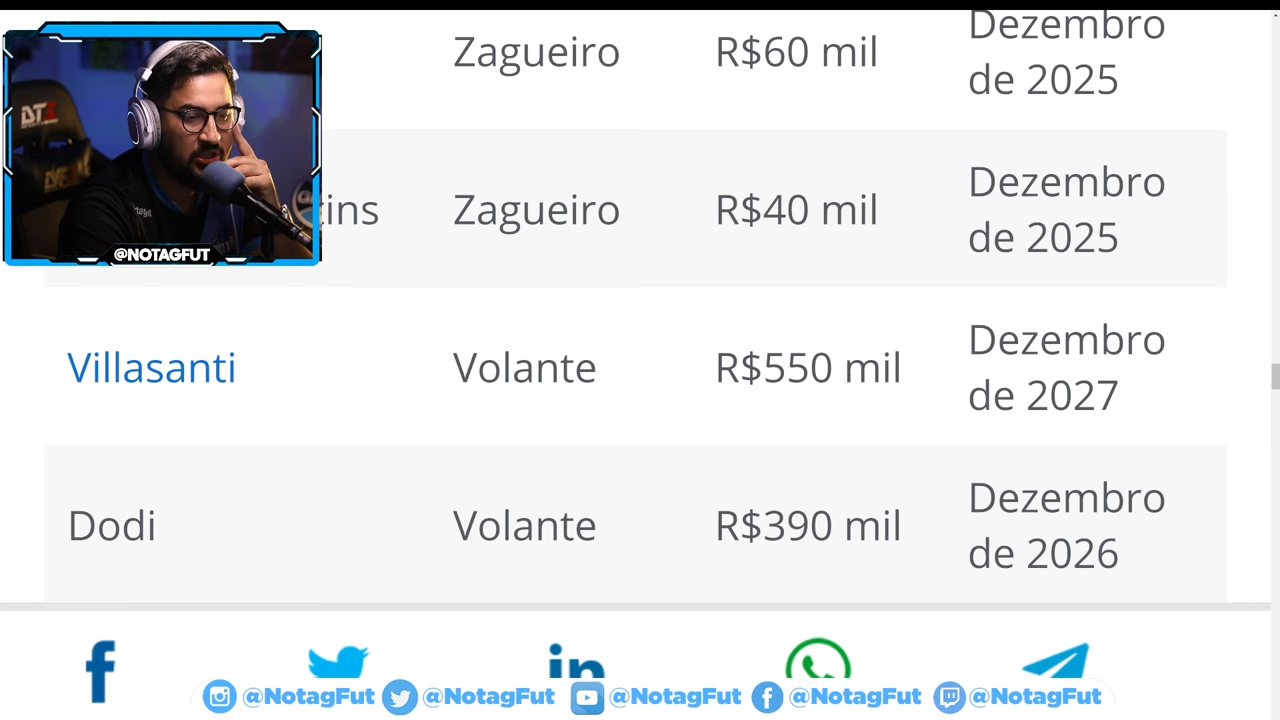 Zagueiro
R$60 mil
Dezembro
de 2025
Zagueiro
R$40 mil
Dezembro
de 2025
Villasanti
Volante
R$550 mil
Dezembro
de 2027
Dodi
Volante
R$390 mil
Dezembro
de 2026
@NOTAGFUT
@NotagFut @NotagFut @NotagFut @NotagFut @NotagFut